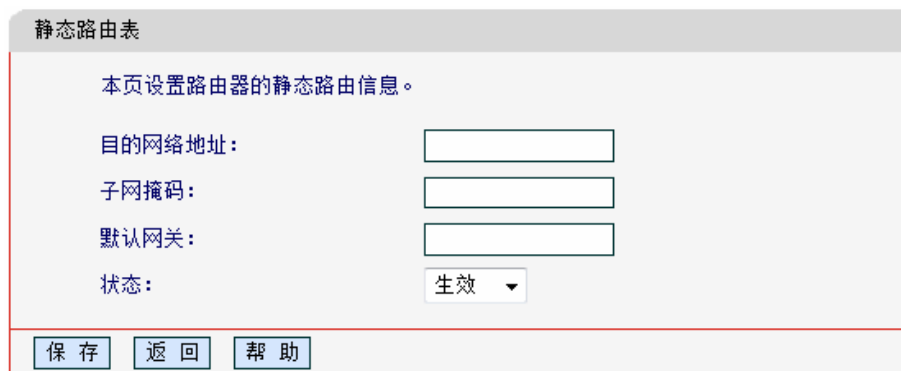 静态路由表
本页设置路由器的静态路由信息。
目的网络地址：
子网掩码：
默认网关：
状态： 生效
保 存 返 回 帮 助